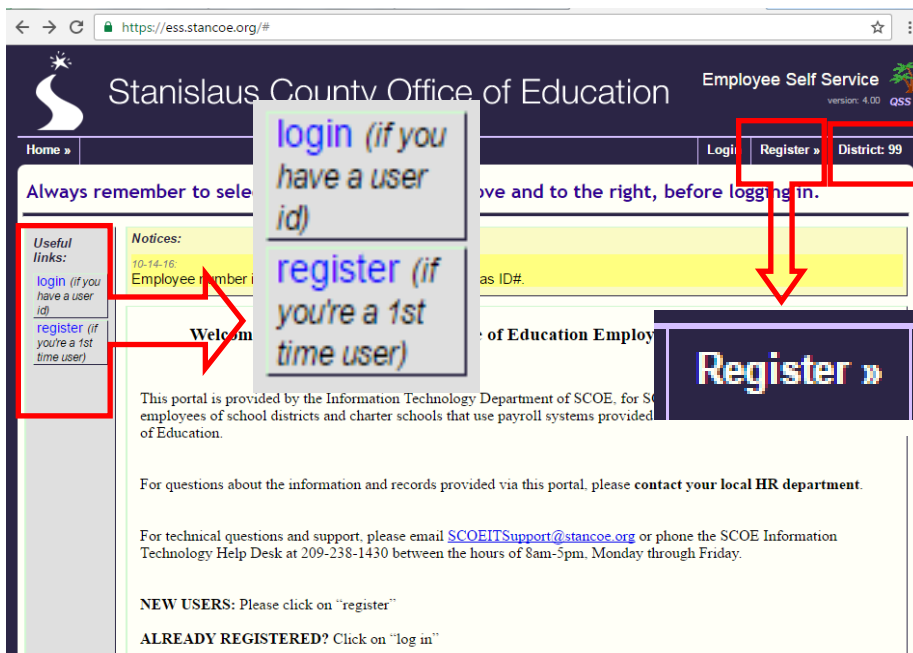 https://ess.stancoe.org/#
Stanislaus County Office of Education
Employee Self Service
version: 4.00 QSS
Home »
Login
Register »
District: 99
Always remember to sele
ve and to the right, before logging in.
Useful
links:
login (if you
have a user
id)
register (if
you're a 1st
time user)
login (if you
have a user
id)
register (if
you're a 1st
time user)
Register »
Notices:
10-14-16:
Employee number i
as ID#.
Welcom
of Education Employ
This portal is provided by the Information Technology Department of SCOE, for S
employees of school districts and charter schools that use payroll systems provided
of Education.
For questions about the information and records provided via this portal, please contact your local HR department.
For technical questions and support, please email SCOEITSupport@stancoe.org or phone the SCOE Information
Technology Help Desk at 209-238-1430 between the hours of 8am-5pm, Monday through Friday.
NEW USERS: Please click on “register”
ALREADY REGISTERED? Click on “log in”